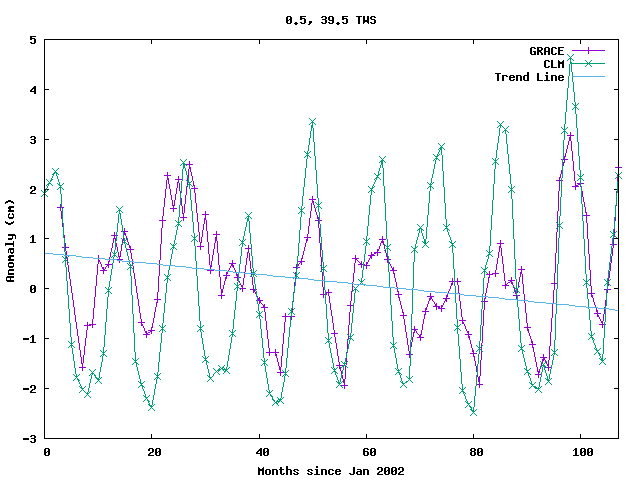 0.5, 39.5 TWS
GRACE
CLM
Trend Line
5
4
3
2
1
0
-1
-2
-3
Anomaly (cm)
0 20 40 60 80 100
Months since Jan 2002